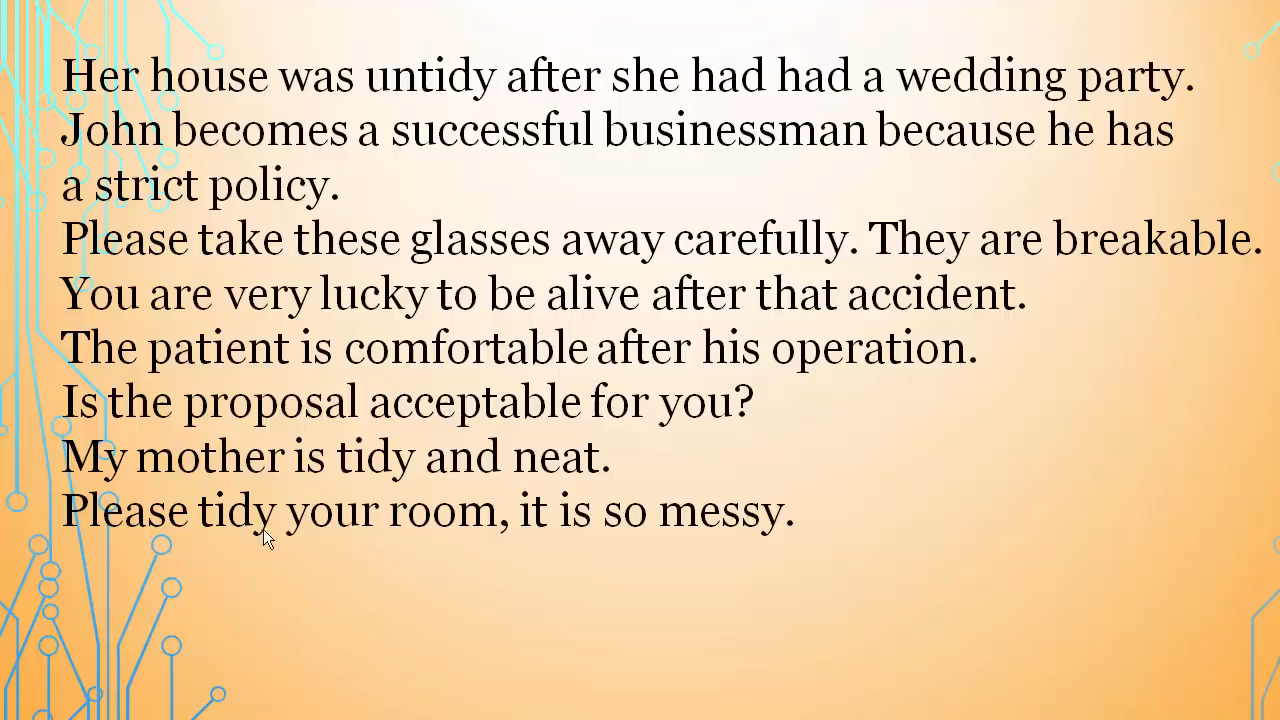 Her house was untidy after she had had a wedding party.
John becomes a successful businessman because he has
a strict policy.
Please take these glasses away carefully. They are breakable.
You are very lucky to be alive after that accident.
The patient is comfortable after his operation.
Is the proposal acceptable for you?
My mother is tidy and neat.
Please tidy your room, it is so messy.